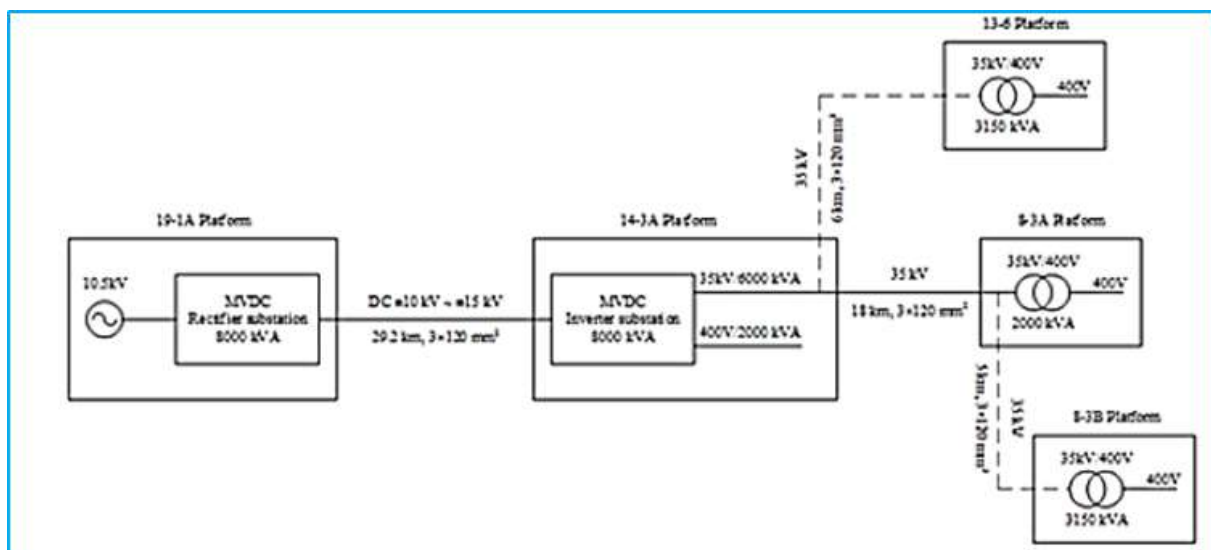 13-6 Platform
35kV/400V
400V
3150 kVA
35 kV
6 km, 3*120 mm²
19-1A Platform
10.5kV
MVDC
Rectifier substation
8000 kVA
DC ±10 kV ~ ±15 kV
29.2 km, 3*120 mm²
14-3A Platform
MVDC
Inverter substation
8000 kVA
35kV/6000 kVA
400V/2000 kVA
35 kV
18 km, 3*120 mm²
8-3A Platform
35kV/400V
400V
2000 kVA
5 km, 3*120 mm²
35kV
8-3B Platform
35kV/400V
400V
3150 kVA